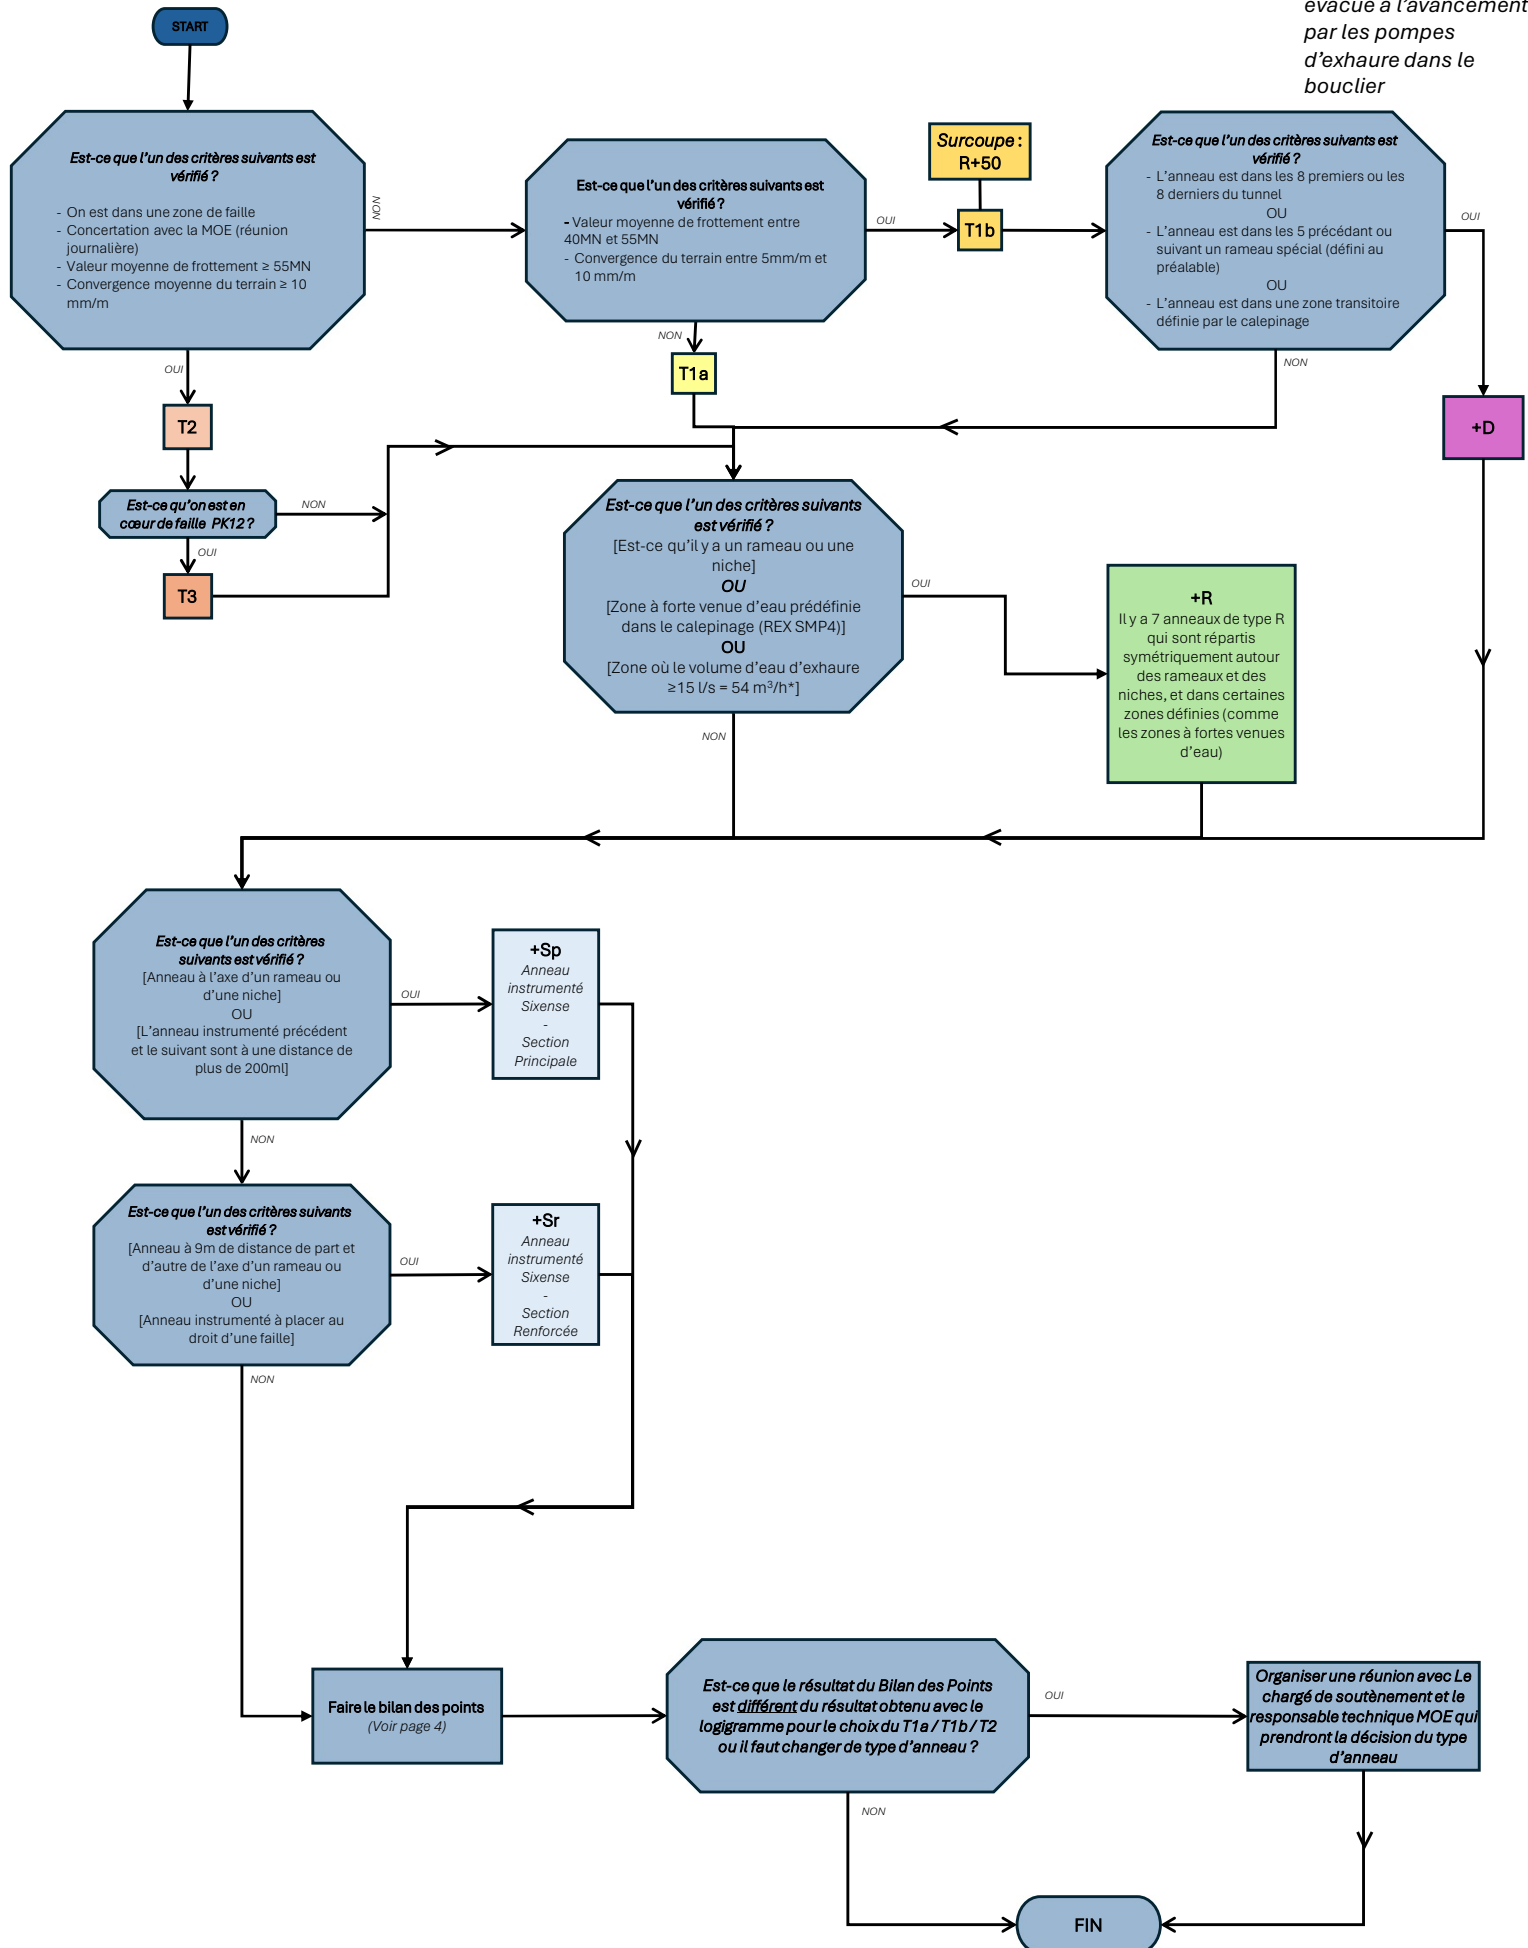 évacué à l'avancement
par les pompes
d'exhaure dans le
bouclier
START
Est-ce que l'un des critères suivants est
vérifié ?
- On est dans une zone de faille
- Concertation avec la MOE (réunion
journalière)
- Valeur moyenne de frottement ≥ 55MN
- Convergence moyenne du terrain ≥ 10
mm/m
NON
OUI
Est-ce que l'un des critères suivants est
vérifié ?
- Valeur moyenne de frottement entre
40MN et 55MN
- Convergence du terrain entre 5mm/m et
10 mm/m
OUI
NON
Surcoupe :
R+50
T1b
Est-ce que l'un des critères suivants est
vérifié ?
- L'anneau est dans les 8 premiers ou les
8 derniers du tunnel
OU
- L'anneau est dans les 5 précédant ou
suivant un rameau spécial (défini au
préalable)
OU
- L'anneau est dans une zone transitoire
définie par le calepinage
OUI
NON
T1a
+D
T2
Est-ce qu'on est en
cœur de faille PK12 ?
NON
OUI
T3
Est-ce que l'un des critères suivants
est vérifié ?
[Est-ce qu'il y a un rameau ou une
niche]
OU
[Zone à forte venue d'eau prédéfinie
dans le calepinage (REX SMP4)]
OU
[Zone où le volume d'eau d'exhaure
≥15 l/s = 54 m³/h*]
OUI
NON
+R
Il y a 7 anneaux de type R
qui sont répartis
symétriquement autour
des rameaux et des
niches, et dans certaines
zones définies (comme
les zones à fortes venues
d'eau)
Est-ce que l'un des critères
suivants est vérifié ?
[Anneau à l'axe d'un rameau ou
d'une niche]
OU
[L'anneau instrumenté précédent
et le suivant sont à une distance de
plus de 200ml]
OUI
NON
+Sp
Anneau
instrumenté
Sixense
-
Section
Principale
Est-ce que l'un des critères suivants
est vérifié ?
[Anneau à 9m de distance de part et
d'autre de l'axe d'un rameau ou
d'une niche]
OU
[Anneau instrumenté à placer au
droit d'une faille]
OUI
NON
+Sr
Anneau
instrumenté
Sixense
-
Section
Renforcée
Faire le bilan des points
(Voir page 4)
Est-ce que le résultat du Bilan des Points
est différent du résultat obtenu avec le
logigramme pour le choix du T1a / T1b / T2
ou il faut changer de type d'anneau ?
OUI
NON
Organiser une réunion avec Le
chargé de soutènement et le
responsable technique MOE qui
prendront la décision du type
d'anneau
FIN